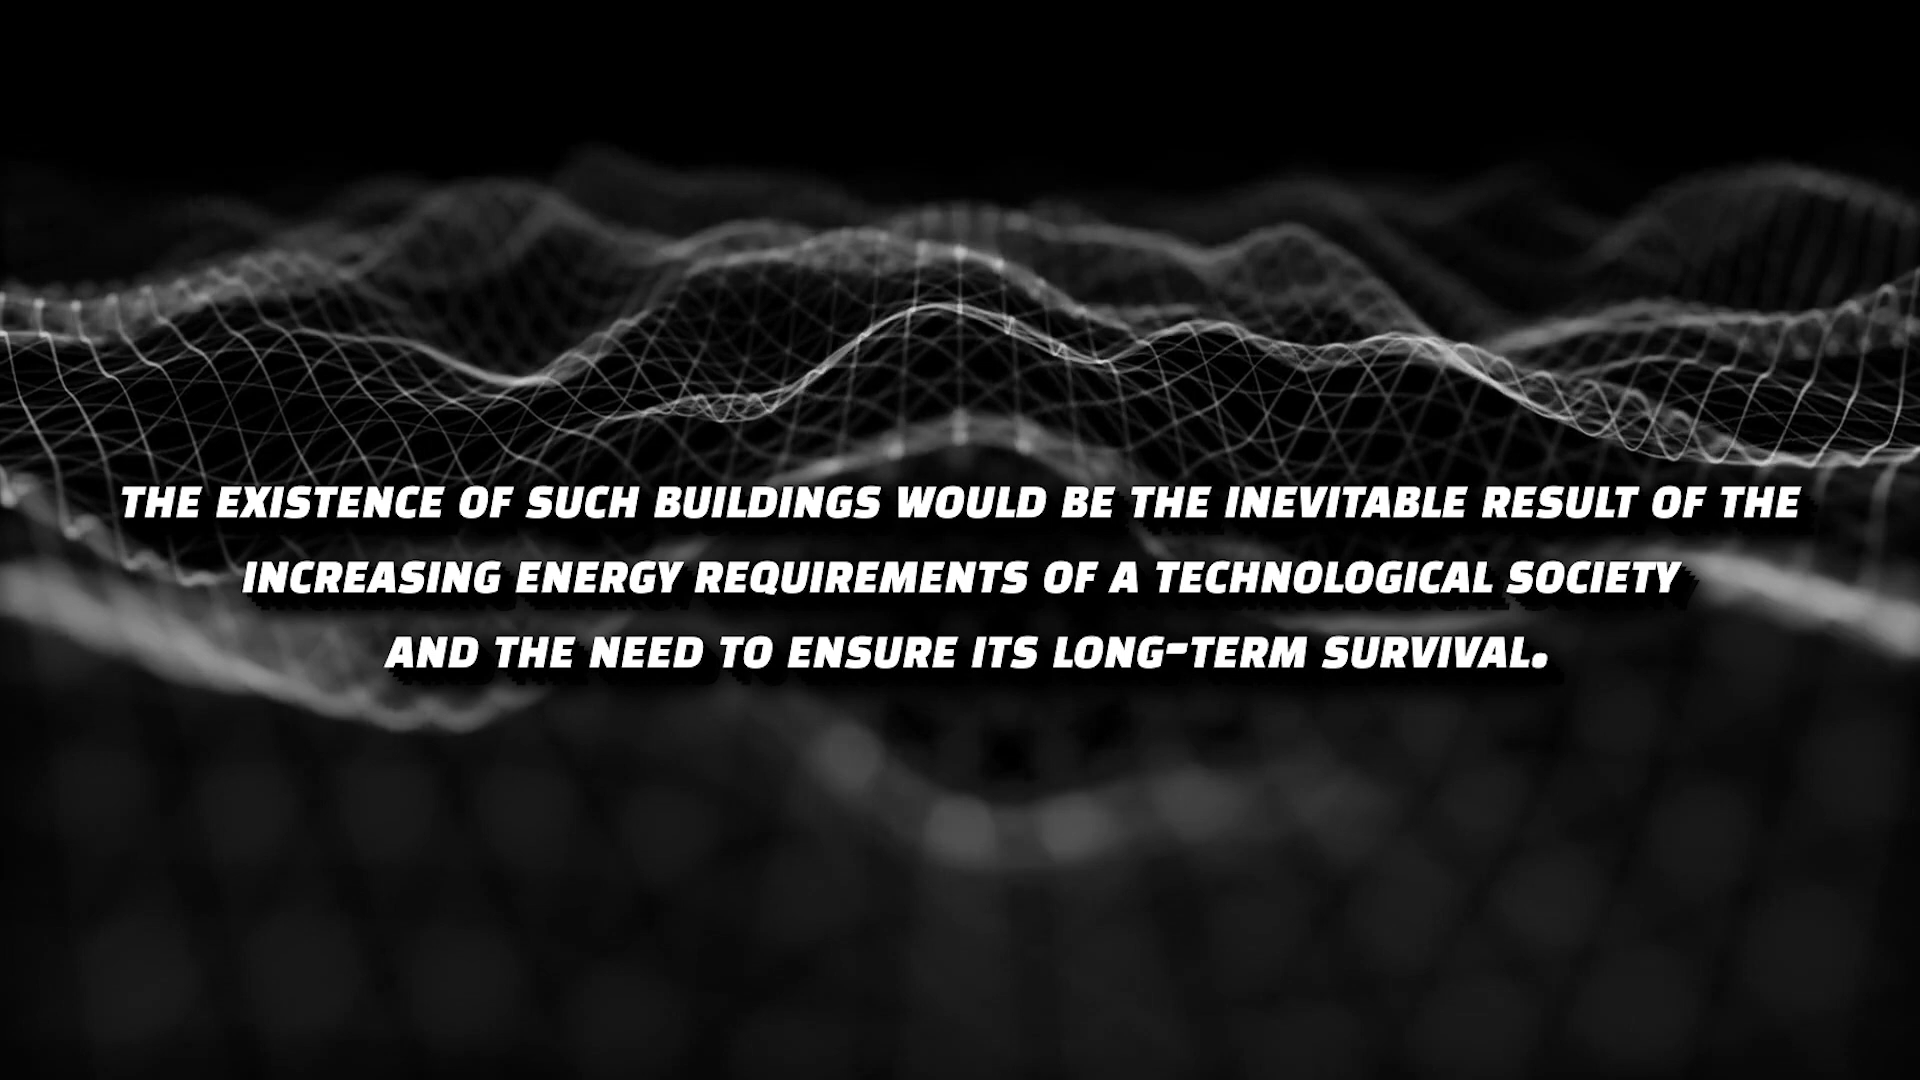 THE EXISTENCE OF SUCH BUILDINGS WOULD BE THE INEVITABLE RESULT OF THE
INCREASING ENERGY REQUIREMENTS OF A TECHNOLOGICAL SOCIETY
AND THE NEED TO ENSURE ITS LONG-TERM SURVIVAL.